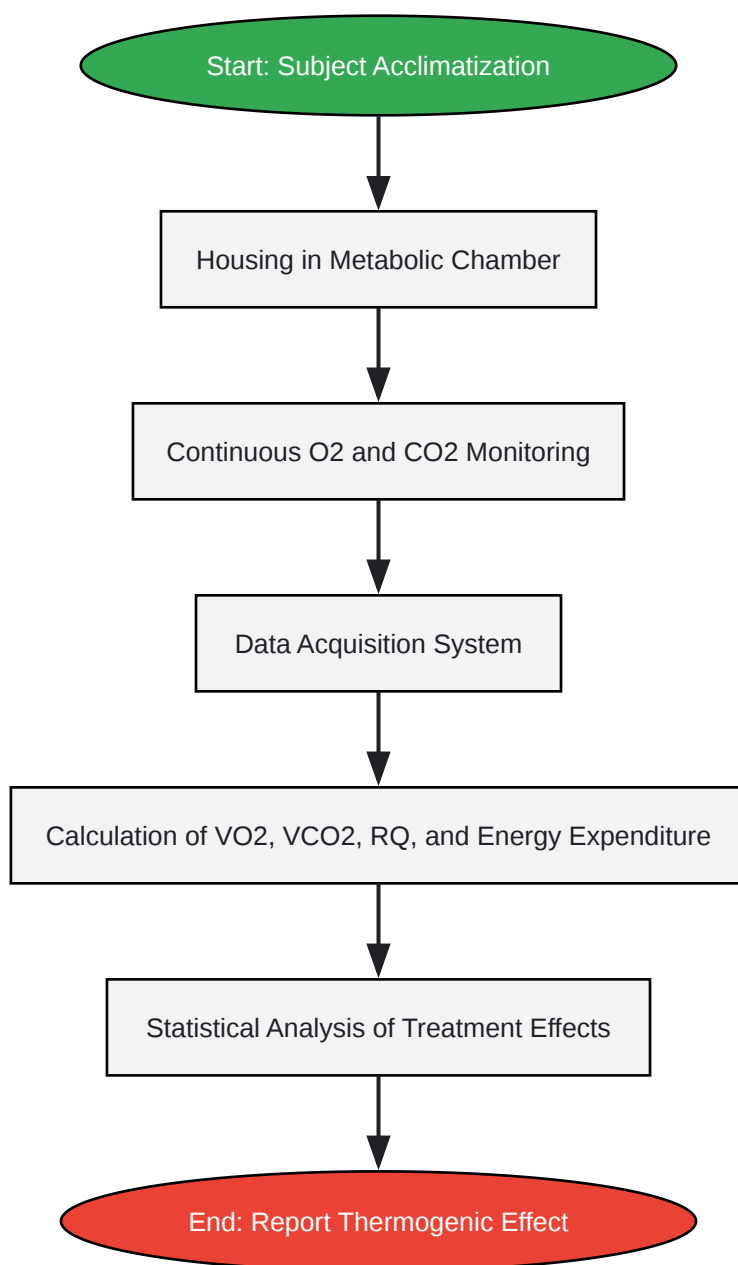 Start: Subject Acclimatization
Housing in Metabolic Chamber
Continuous O2 and CO2 Monitoring
Data Acquisition System
Calculation of VO2, VCO2, RQ, and Energy Expenditure
Statistical Analysis of Treatment Effects
End: Report Thermogenic Effect